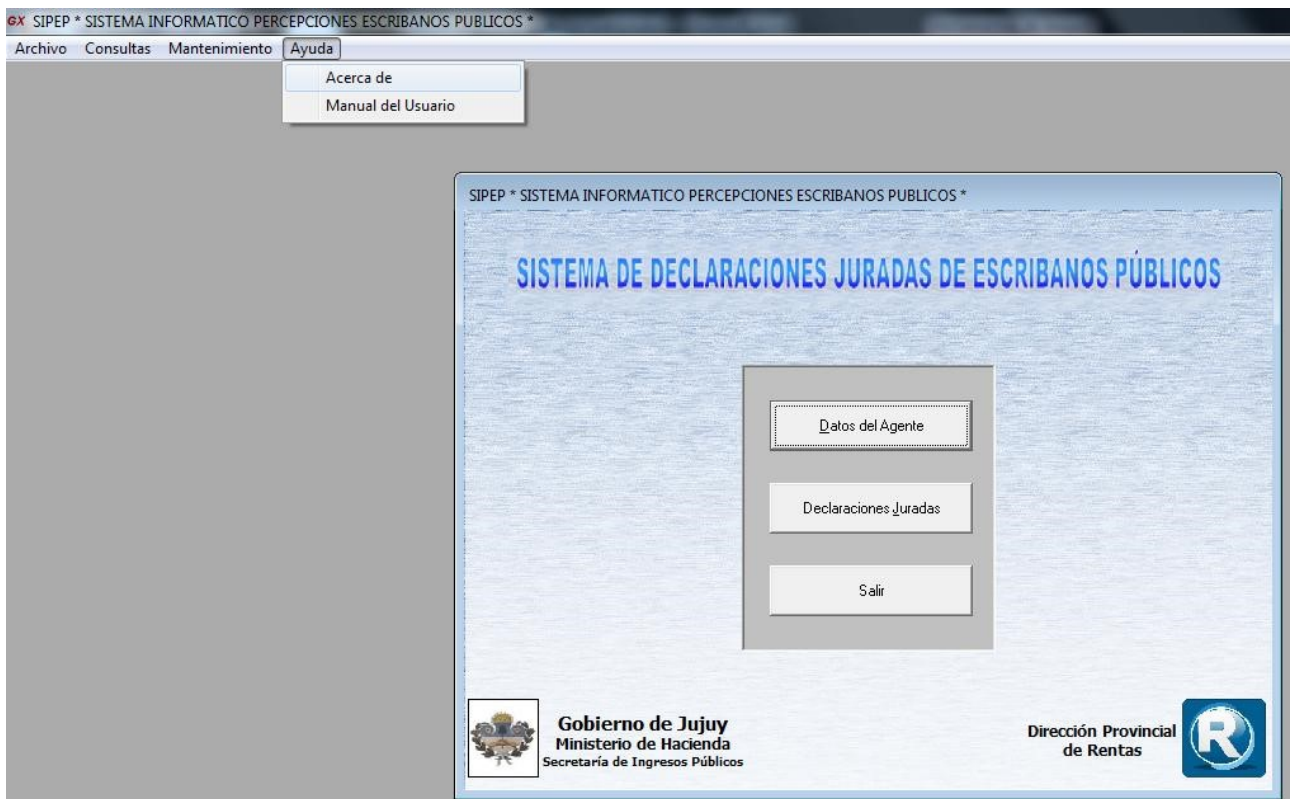 GX SIPEP * SISTEMA INFORMATICO PERCEPCIONES ESCRIBANOS PUBLICOS *
Archivo Consultas Mantenimiento Ayuda
Acerca de
Manual del Usuario
SIPEP * SISTEMA INFORMATICO PERCEPCIONES ESCRIBANOS PUBLICOS *
SISTEMA DE DECLARACIONES JURADAS DE ESCRIBANOS PÚBLICOS
Datos del Agente
Declaraciones Juradas
Salir
Gobierno de Jujuy
Ministerio de Hacienda
Secretaría de Ingresos Públicos
Dirección Provincial
de Rentas
R